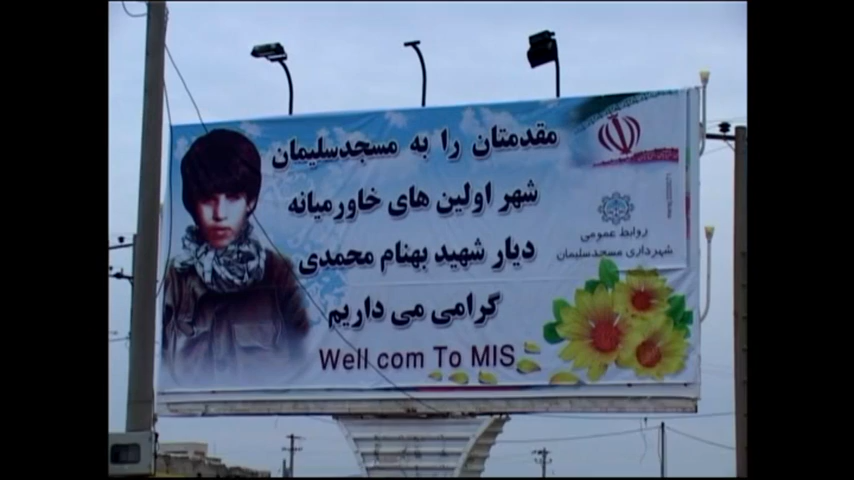 مقدمتان را به مسجدسلیمان
شهر اولین های خاورمیانه
دیار شهید بهنام محمدی
گرامی می داریم
Well com To MIS
روابط عمومی
شهرداری مسجدسلیمان